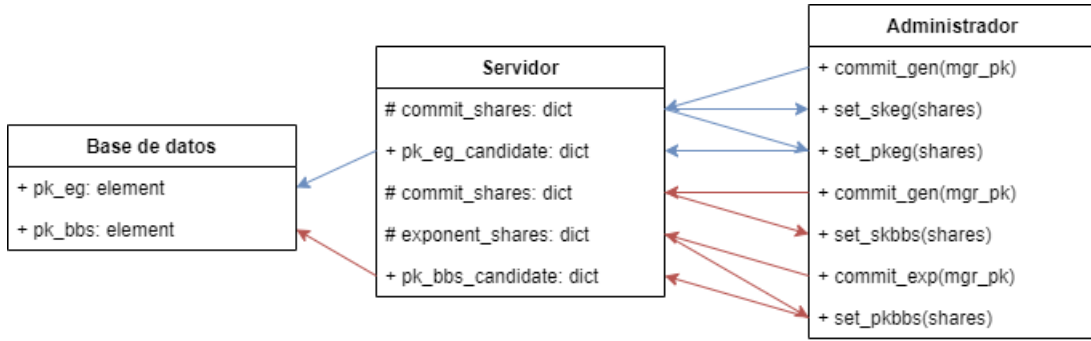 Base de datos
+ pk_eg: element
+ pk_bbs: element
Servidor
# commit_shares: dict
+ pk_eg_candidate: dict
# commit_shares: dict
# exponent_shares: dict
+ pk_bbs_candidate: dict
Administrador
+ commit_gen(mgr_pk)
+ set_skeg(shares)
+ set_pkeg(shares)
+ commit_gen(mgr_pk)
+ set_skbbs(shares)
+ commit_exp(mgr_pk)
+ set_pkbbs(shares)